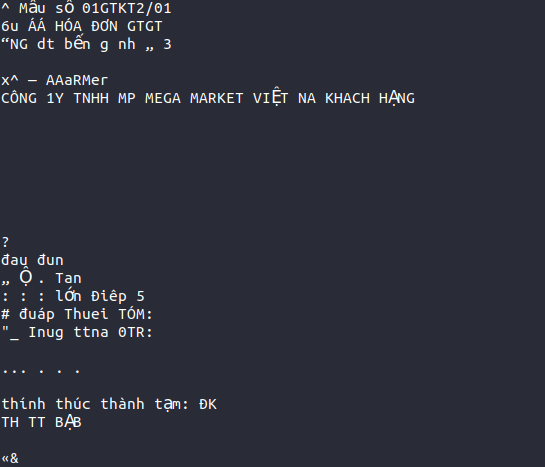 ^ Mẫu số 01GTKT2/01
6u ÁÁ HÓA ĐƠN GTGT
“NG dt bến g nh „ 3
x^ — AAaRMer
CÔNG 1Y TNHH MP MEGA MARKET VIỆT NA KHACH HẠNG
?
đau đun
„ Ộ . Tan
: : : lớn Điêp 5
# đuáp Thuei TÓM:
"_ Inug ttna 0TR:
... . . .
thính thúc thành tạm: ĐK
TH TT BẠB
«&